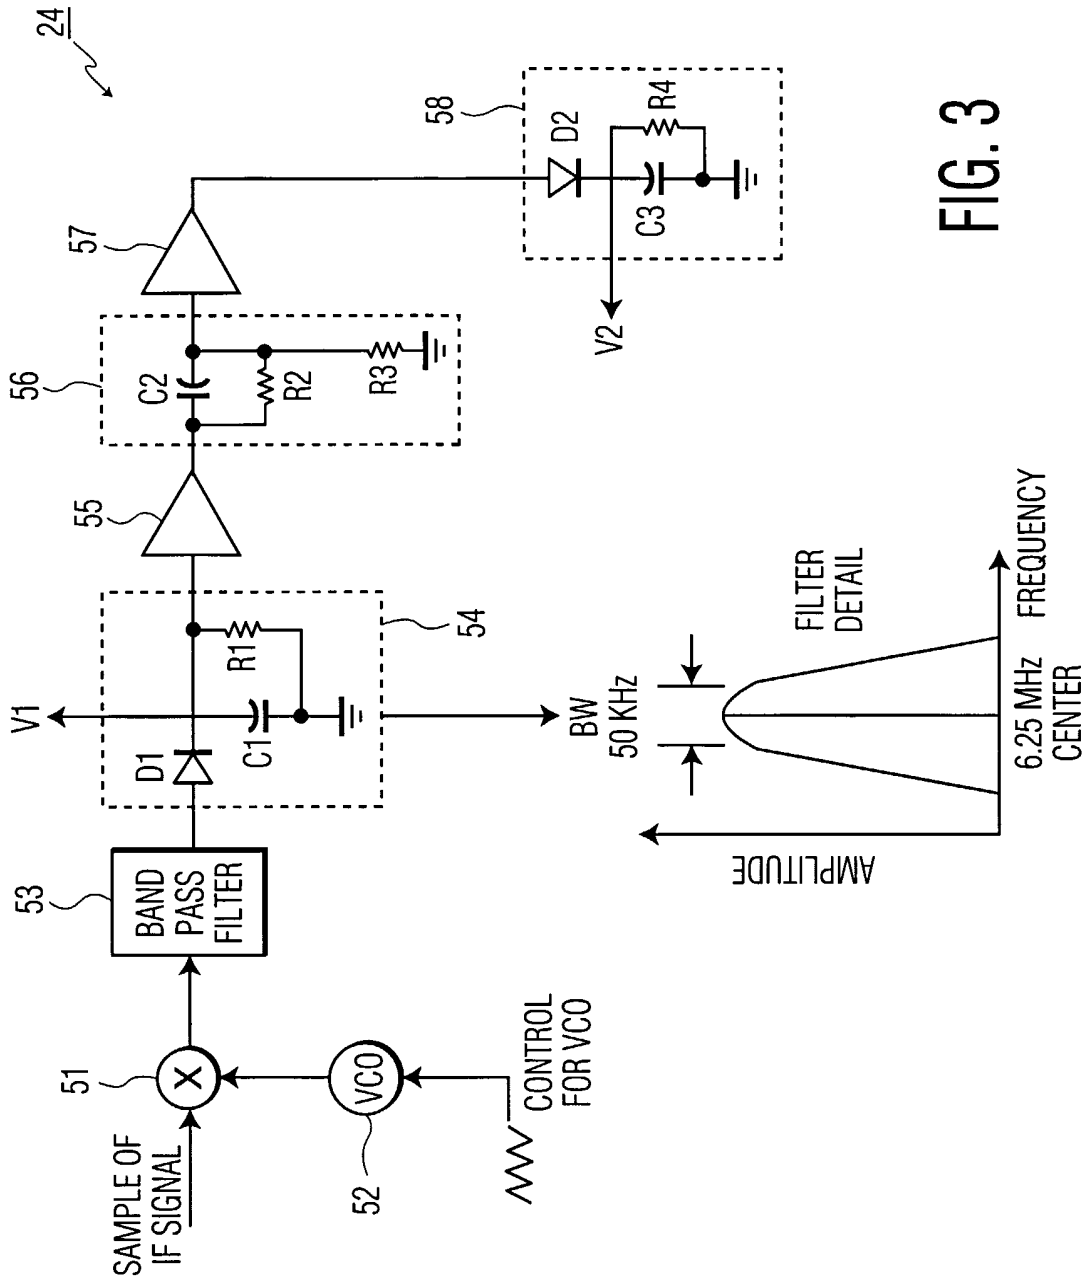 24
SAMPLE OF
IF SIGNAL
51
X
52
VCO
CONTROL
FOR VCO
53
BAND
PASS
FILTER
V1
D1
C1
R1
54
55
56
C2
R2
R3
57
58
D2
R4
C3
V2
BW
50 KHz
FILTER
DETAIL
AMPLITUDE
6.25 MHz
CENTER
FREQUENCY
FIG. 3